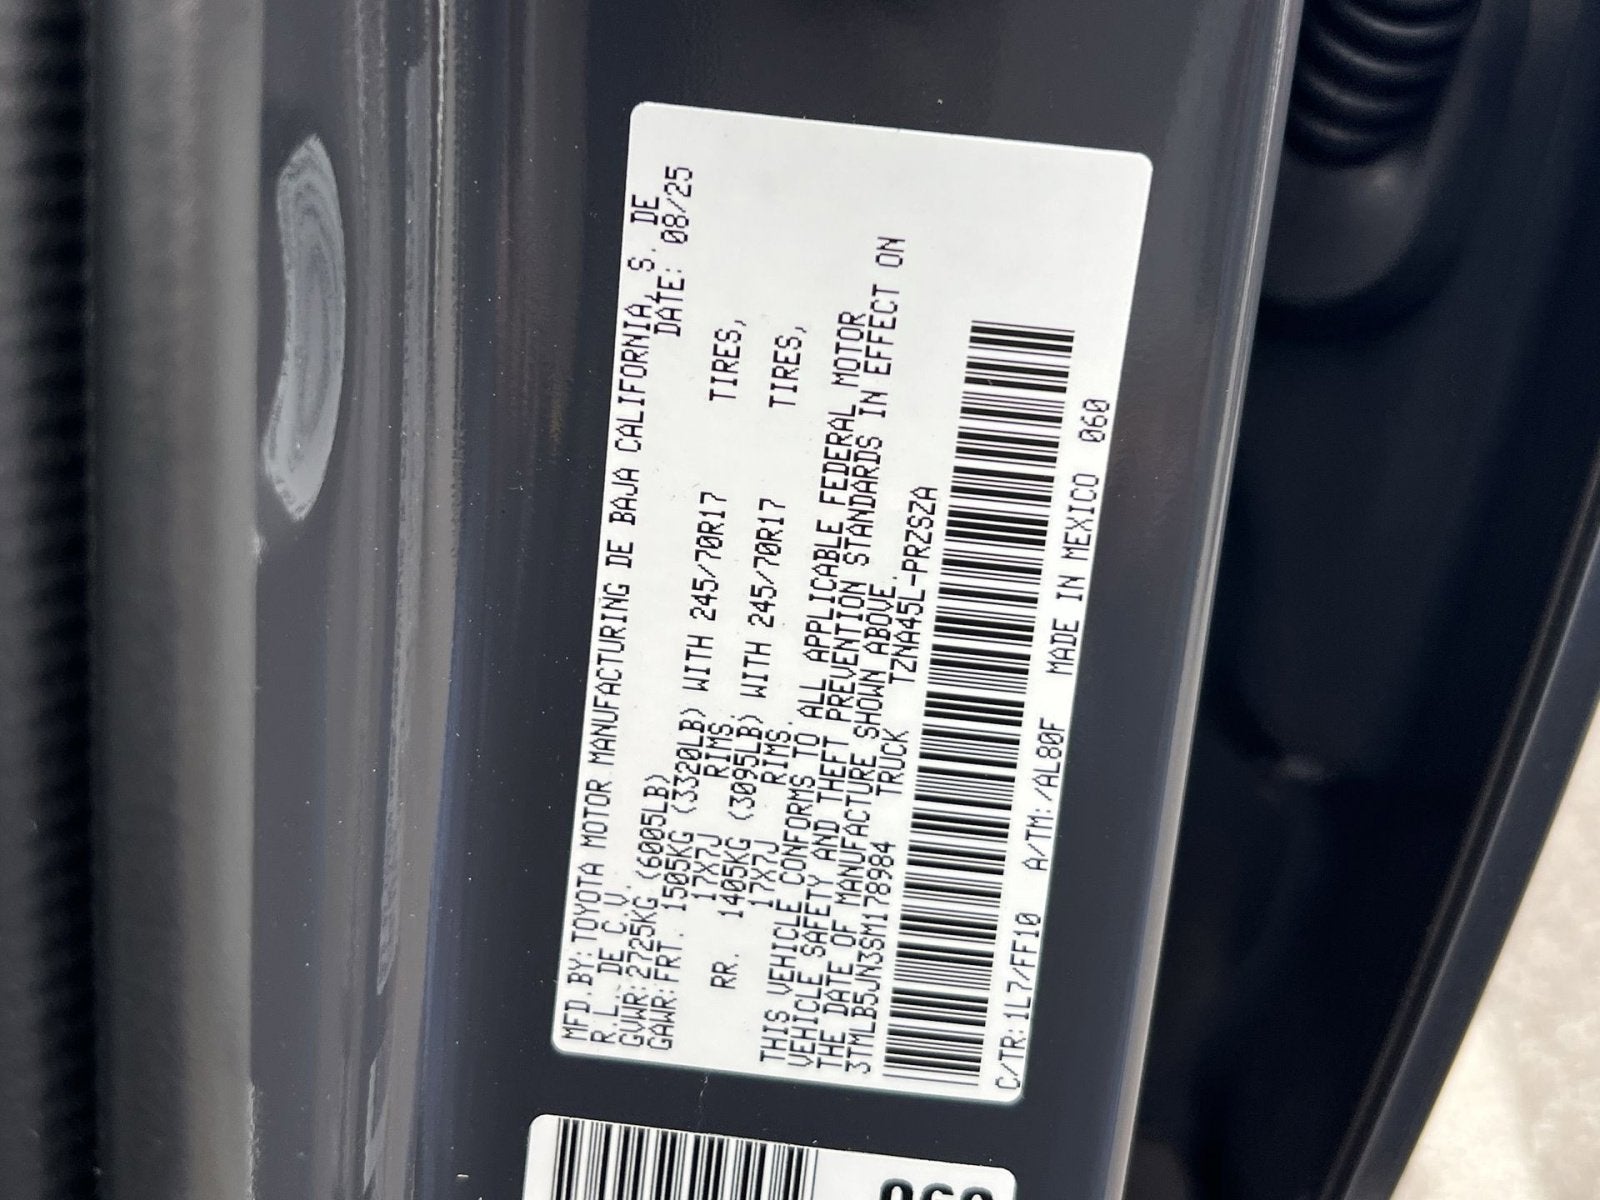 MFD.BY:TOYOTA MOTOR MANUFACTURING DE BAJA CALIFORNIA, S. DE
R.L. DE C.V. DATE: 08/25
GVWR:2725KG (6005LB)
GAWR:FRT. 1505KG (3320LB) WITH 245/70R17 TIRES,
17X7J RIMS.
RR. 1405KG (3095LB) WITH 245/70R17 TIRES,
17X7J RIMS.
THIS VEHICLE CONFORMS TO ALL APPLICABLE FEDERAL MOTOR
VEHICLE SAFETY AND THEFT PREVENTION STANDARDS IN EFFECT ON
THE DATE OF MANUFACTURE SHOWN ABOVE.
3TMLB5JN3SM178984 TRUCK TZNA45L-PRZSZA
C/TR:1L7/FF10 A/TM:/AL80F MADE IN MEXICO 060
060